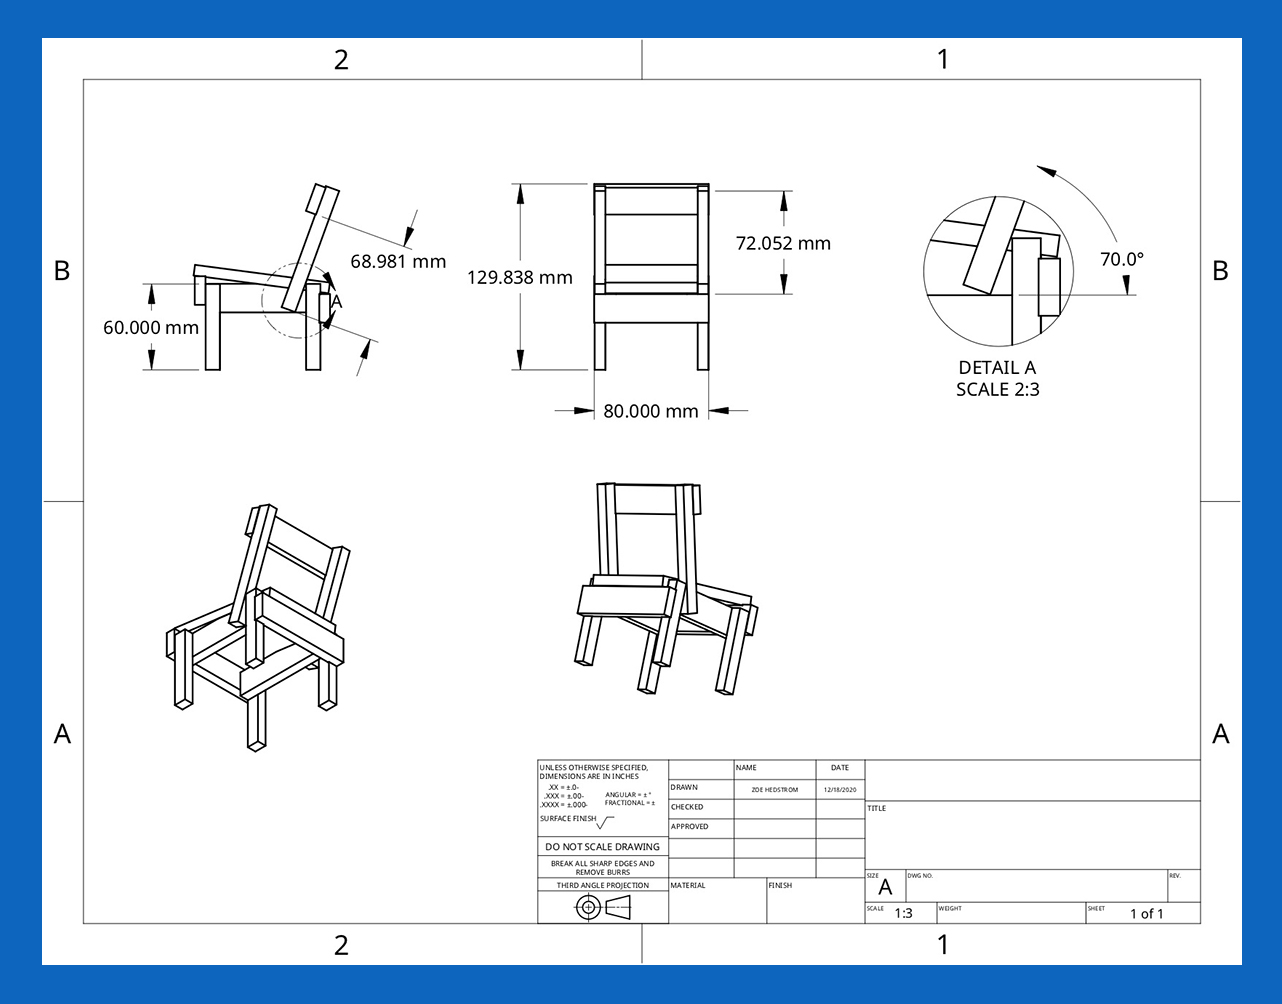 2
1
B
B
68.981 mm
A
60.000 mm
129.838 mm
72.052 mm
80.000 mm
70.0°
DETAIL A
SCALE 2:3
A
A
UNLESS OTHERWISE SPECIFIED,
DIMENSIONS ARE IN INCHES
.XX = ±.0-
.XXX = ±.00-
.XXXX = ±.000-
ANGULAR = ± °
FRACTIONAL = ±
SURFACE FINISH
DO NOT SCALE DRAWING
BREAK ALL SHARP EDGES AND
REMOVE BURRS
THIRD ANGLE PROJECTION
NAME
DATE
DRAWN
ZOE HEDSTROM
12/18/2020
CHECKED
APPROVED
MATERIAL
FINISH
TITLE
SIZE
A
DWG NO.
REV.
SCALE
1:3
WEIGHT
SHEET
1 of 1
2
1